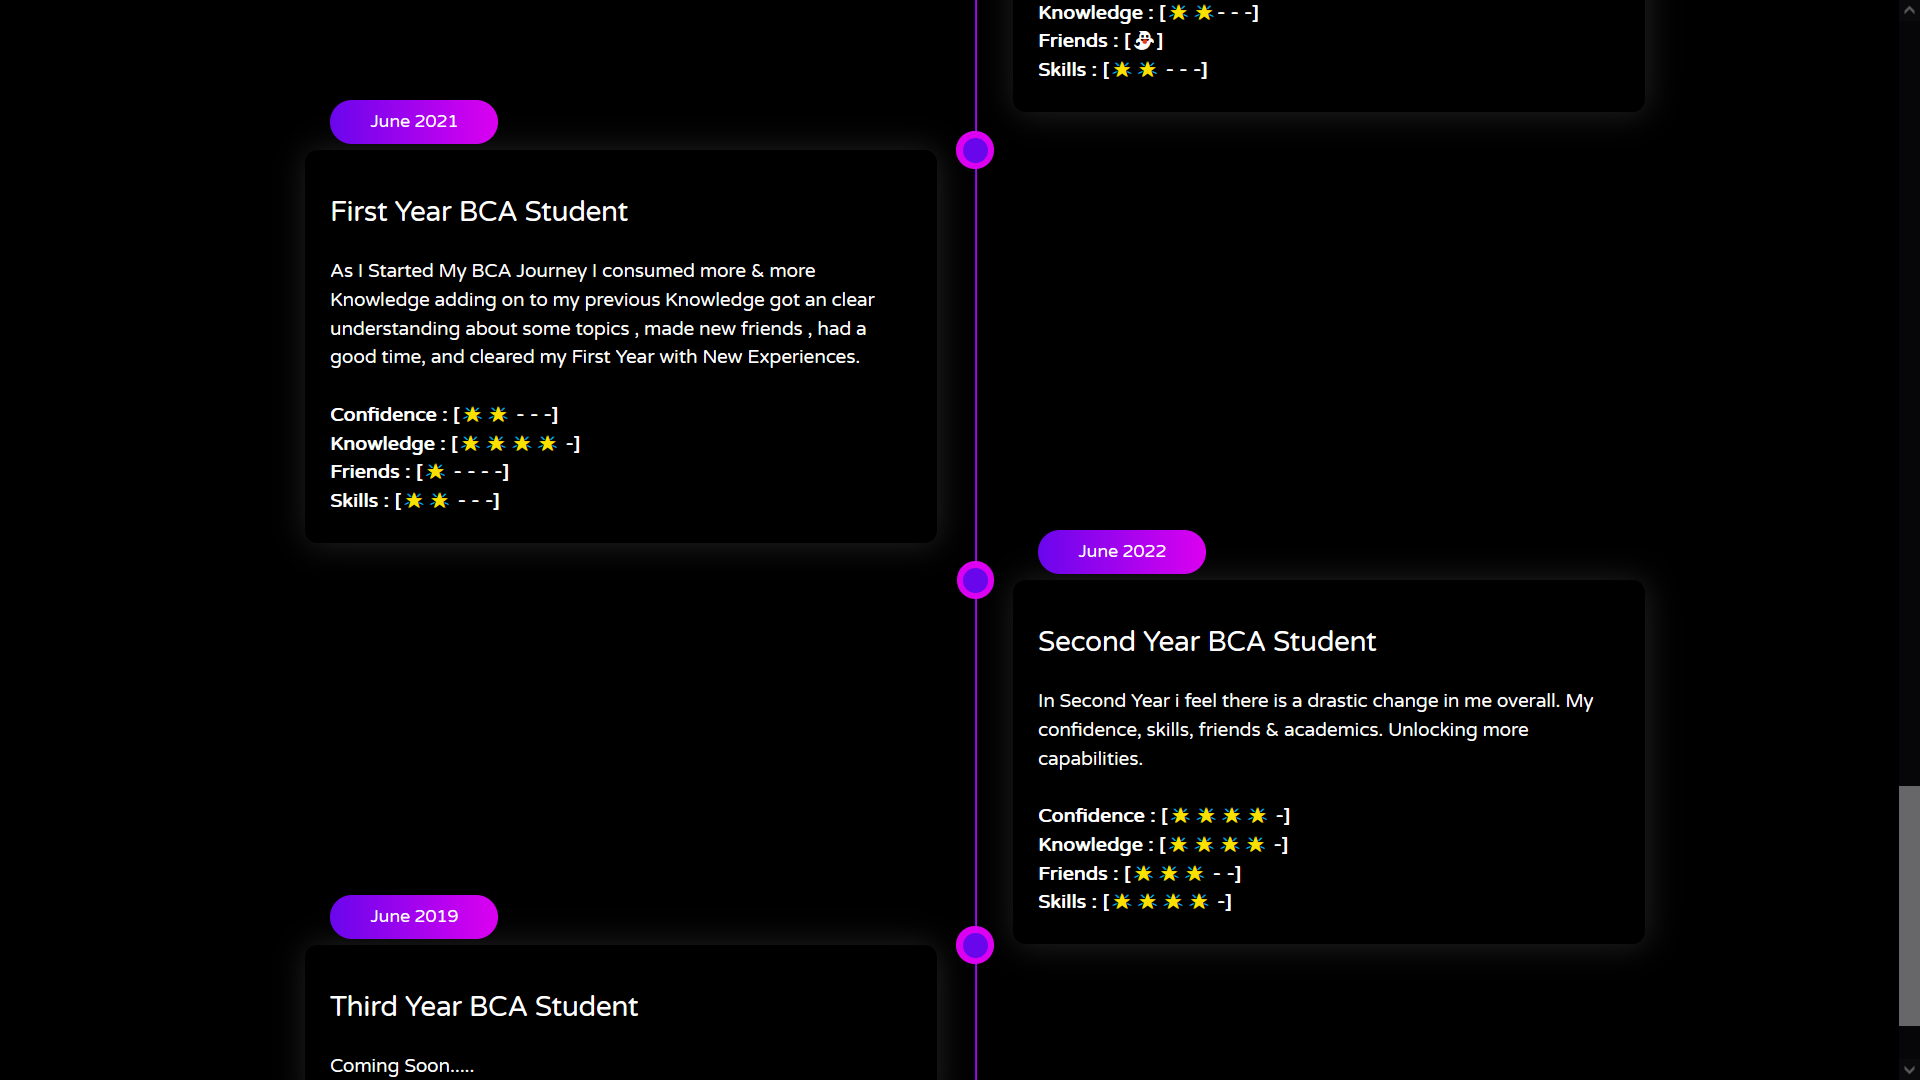 Knowledge : [🌟 🌟- - -]
Friends : [👻]
Skills : [🌟 🌟 - - -]
June 2021
First Year BCA Student
As I Started My BCA Journey I consumed more & more
Knowledge adding on to my previous Knowledge got an clear
understanding about some topics , made new friends , had a
good time, and cleared my First Year with New Experiences.
Confidence : [🌟 🌟 - - -]
Knowledge : [🌟 🌟 🌟 🌟 -]
Friends : [🌟 - - - -]
Skills : [🌟 🌟 - - -]
June 2022
Second Year BCA Student
In Second Year i feel there is a drastic change in me overall. My
confidence, skills, friends & academics. Unlocking more
capabilities.
Confidence : [🌟 🌟 🌟 🌟 -]
Knowledge : [🌟 🌟 🌟 🌟 -]
Friends : [🌟 🌟 🌟 - -]
Skills : [🌟 🌟 🌟 🌟 -]
June 2019
Third Year BCA Student
Coming Soon.....